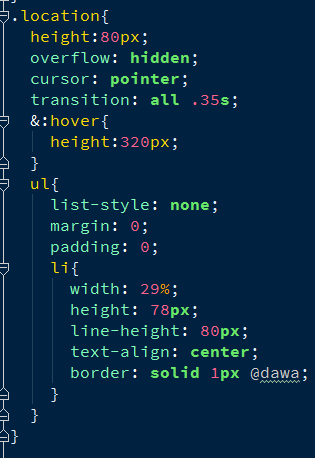 .location{
height:80px;
overflow: hidden;
cursor: pointer;
transition: all .35s;
&:hover{
height:320px;
}
ul{
list-style: none;
margin: 0;
padding: 0;
li{
width: 29%;
height: 78px;
line-height: 80px;
text-align: center;
border: solid 1px @dawa;
}
}
}